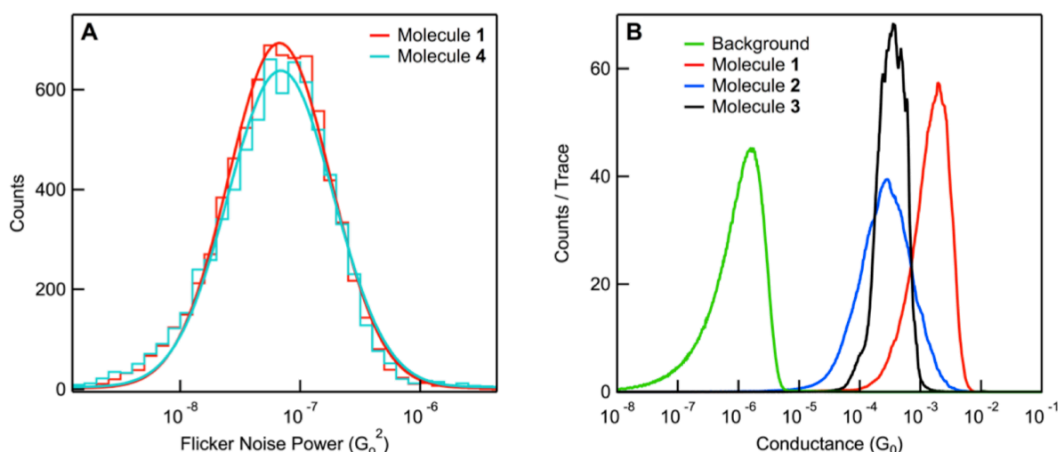 A
Molecule 1
Molecule 4
600
400
200
0
Counts
10-8
10-7
10-6
Flicker Noise Power (Go2)
B
Background
Molecule 1
Molecule 2
Molecule 3
60
40
20
0
Counts / Trace
10-8
10-7
10-6
10-5
10-4
10-3
10-2
10-1
Conductance (G0)